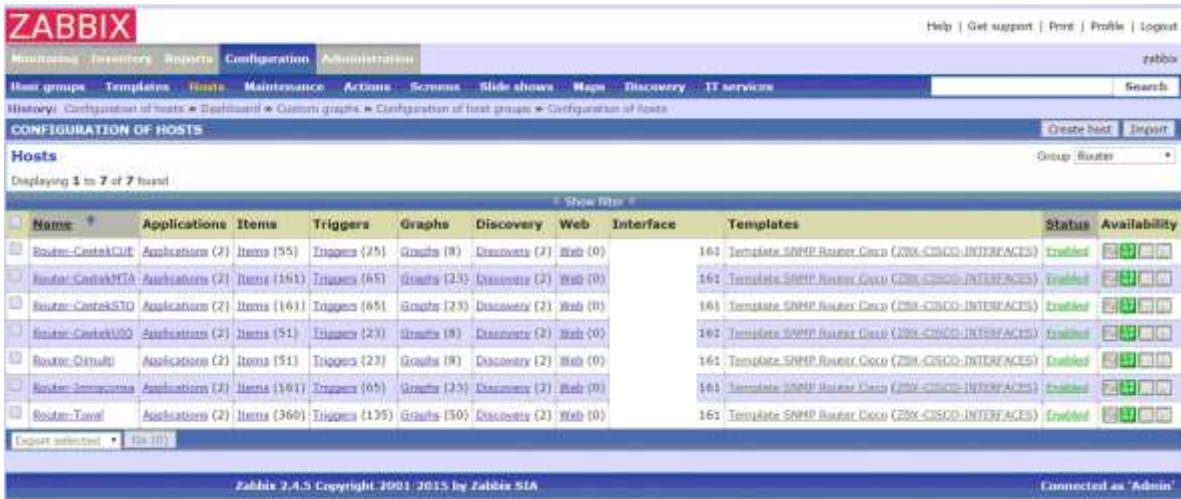 ZABBIX
Help | Get support | Print | Profile | Logout
Monitoring Inventory Reports Configuration Administration
zabbix
Host groups Templates Hosts Maintenance Actions Screens Slide shows Maps Discovery IT services
Search
History: Configuration of hosts » Dashboard » Custom graphs » Configuration of host groups » Configuration of hosts
CONFIGURATION OF HOSTS
Create host Import
Hosts
Group Router
Displaying 1 to 7 of 7 found
Show filter
Name Applications Items Triggers Graphs Discovery Web Interface Templates Status Availability
Router-CestekCUE Applications (2) Items (55) Triggers (25) Graphs (8) Discovery (2) Web (0) 161 Template SNMP Router Cisco (ZBX-CISCO-INTERFACES) Enabled
Router-CestekMTA Applications (2) Items (161) Triggers (65) Graphs (23) Discovery (2) Web (0) 161 Template SNMP Router Cisco (ZBX-CISCO-INTERFACES) Enabled
Router-CestekSTO Applications (2) Items (161) Triggers (65) Graphs (23) Discovery (2) Web (0) 161 Template SNMP Router Cisco (ZBX-CISCO-INTERFACES) Enabled
Applications (2) Items (51) Triggers (23) Graphs (8) Discovery (2) Web (0) 161 Template SNMP Router Cisco (ZBX-CISCO-INTERFACES) Enabled
Router-Dimulti Applications (2) Items (51) Triggers (23) Graphs (8) Discovery (2) Web (0) 161 Template SNMP Router Cisco (ZBX-CISCO-INTERFACES) Enabled
Applications (2) Items (161) Triggers (65) Graphs (23) Discovery (2) Web (0) 161 Template SNMP Router Cisco (ZBX-CISCO-INTERFACES) Enabled
Applications (2) Items (360) Triggers (135) Graphs (50) Discovery (2) Web (0) 161 Template SNMP Router Cisco (ZBX-CISCO-INTERFACES) Enabled
Export selected Go (0)
Zabbix 2.4.5 Copyright 2001-2015 by Zabbix SIA
Connected as 'Admin'